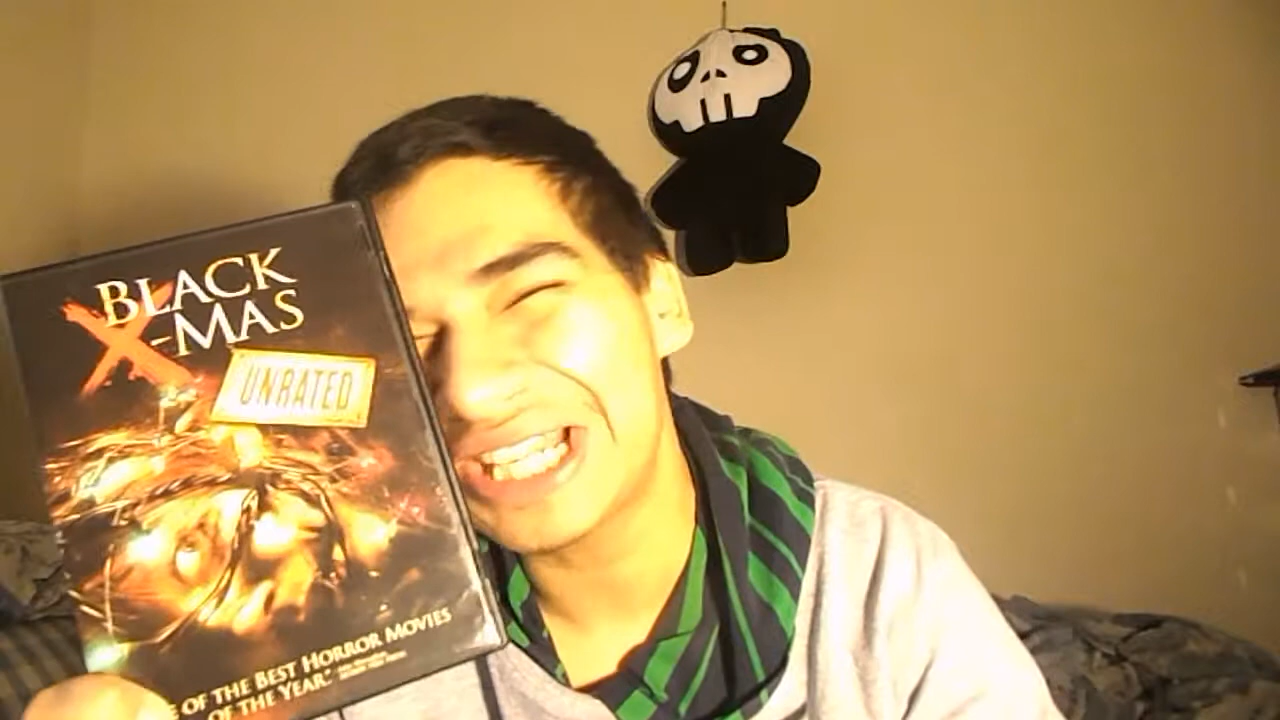 BLACK
X-MAS
UNRATED
E OF THE BEST HORROR MOVIES
OF THE YEAR."